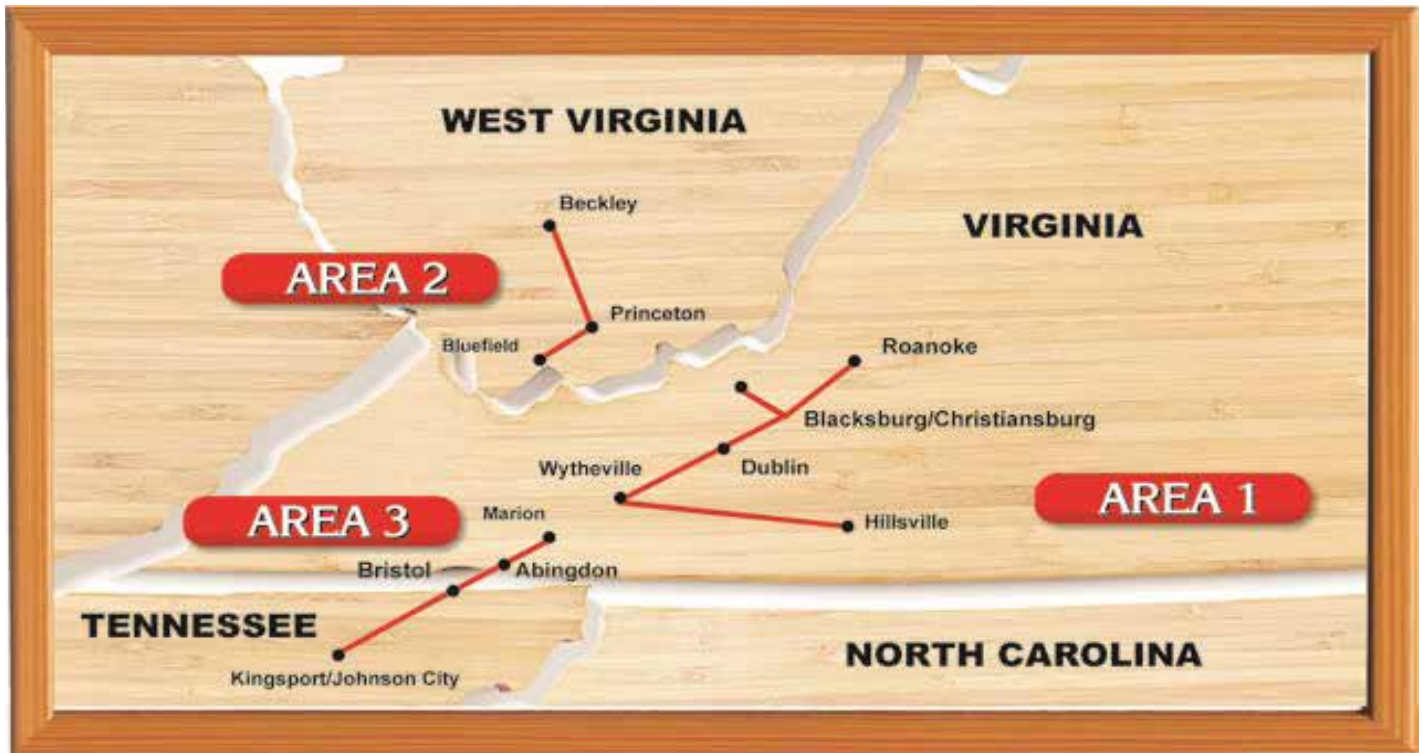 WEST VIRGINIA
Beckley
VIRGINIA
AREA 2
Princeton
Bluefield
Roanoke
Blacksburg/Christiansburg
Wytheville
Dublin
AREA 1
AREA 3
Marion
Hillsville
Bristol
Abingdon
TENNESSEE
Kingsport/Johnson City
NORTH CAROLINA